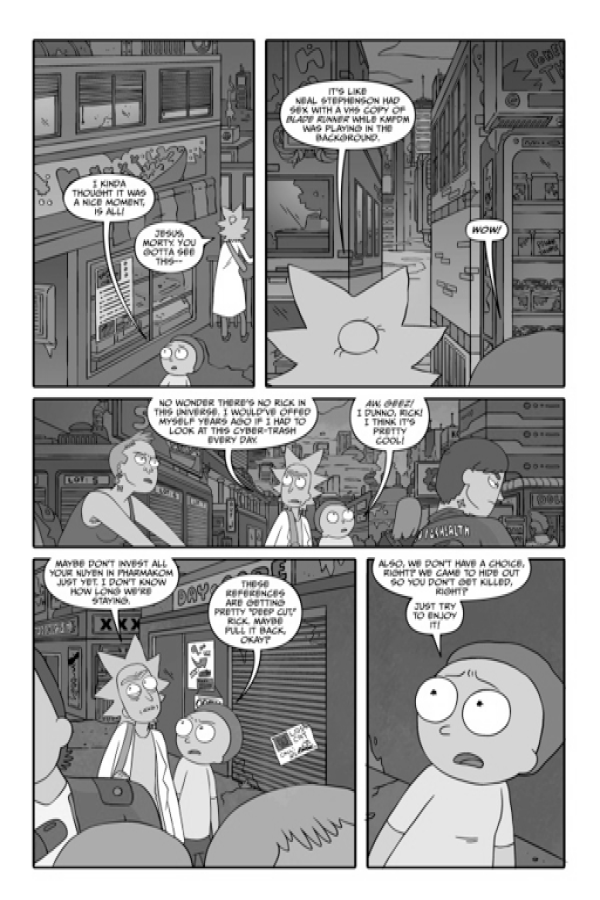 I KINDA
THOUGHT IT WAS
A NICE MOMENT,
IS ALL!
JESUS,
MORTY. YOU
GOTTA SEE
THIS--
IT'S LIKE
NEAL STEPHENSON HAD
SEX WITH A VHS COPY OF
BLADE RUNNER WHILE KMFDM
WAS PLAYING IN THE
BACKGROUND.
WOW!
NO WONDER THERE'S NO RICK IN
THIS UNIVERSE. I WOULD'VE OFFED
MYSELF YEARS AGO IF I HAD TO
LOOK AT THIS CYBER-TRASH
EVERY DAY.
AW, GEEZ!
I DUNNO, RICK!
I THINK IT'S
PRETTY
COOL!
MAYBE DON'T INVEST ALL
YOUR NUYEN IN PHARMAKOM
JUST YET. I DON'T KNOW
HOW LONG WE'RE
STAYING.
THESE
REFERENCES
ARE GETTING
PRETTY "DEEP CUT,"
RICK. MAYBE
PULL IT BACK,
OKAY?
XXX
ALSO, WE DON'T HAVE A CHOICE,
RIGHT? WE CAME TO HIDE OUT
SO YOU DON'T GET KILLED,
RIGHT?
JUST TRY
TO ENJOY
IT!